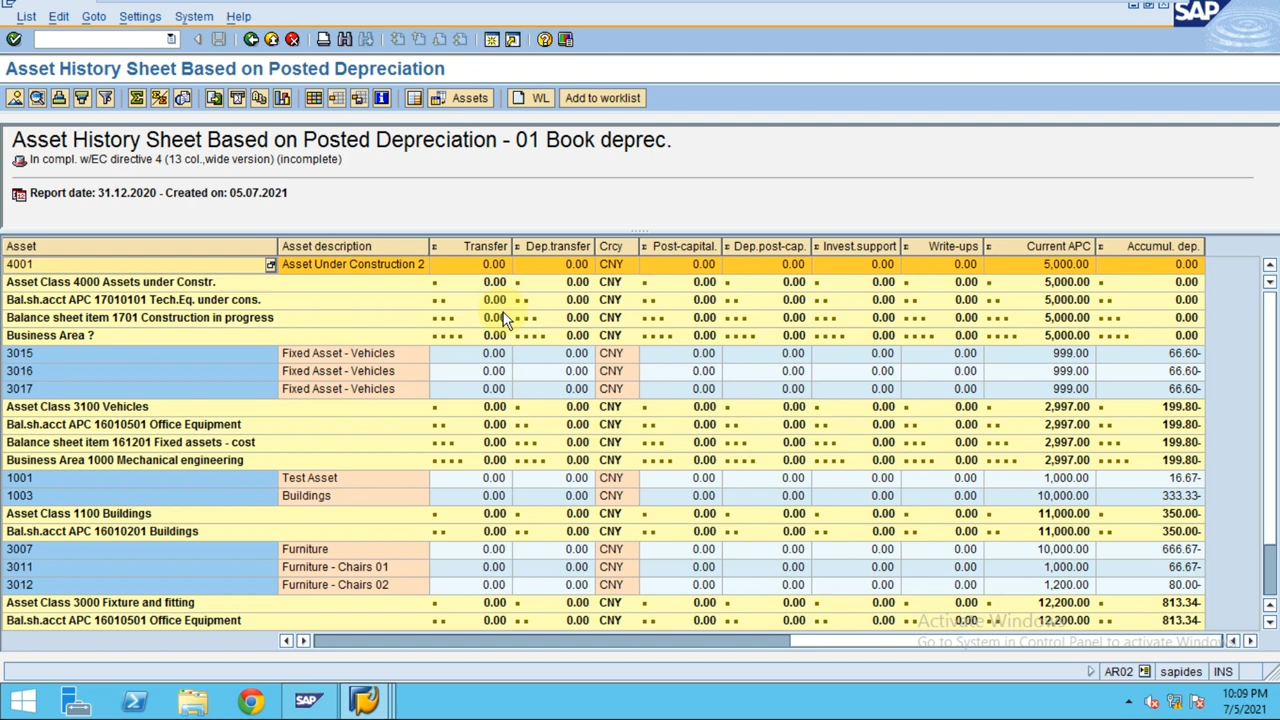 List Edit Goto Settings System Help
SAP
Asset History Sheet Based on Posted Depreciation
Assets WL Add to worklist
Asset History Sheet Based on Posted Depreciation - 01 Book deprec.
In compl. w/EC directive 4 (13 col.,wide version) (incomplete)
Report date: 31.12.2020 - Created on: 05.07.2021
Asset Asset description Σ Transfer Σ Dep.transfer Crcy Σ Post-capital. Σ Dep.post-cap. Σ Invest.support Σ Write-ups Σ Current APC Σ Accumul. dep.
4001 Asset Under Construction 2 0.00 0.00 CNY 0.00 0.00 0.00 0.00 5,000.00 0.00
Asset Class 4000 Assets under Constr. 0.00 0.00 CNY 0.00 0.00 0.00 0.00 5,000.00 0.00
Bal.sh.acct APC 17010101 Tech.Eq. under cons. 0.00 0.00 CNY 0.00 0.00 0.00 0.00 5,000.00 0.00
Balance sheet item 1701 Construction in progress 0.00 0.00 CNY 0.00 0.00 0.00 0.00 5,000.00 0.00
Business Area ? 0.00 0.00 CNY 0.00 0.00 0.00 0.00 5,000.00 0.00
3015 Fixed Asset - Vehicles 0.00 0.00 CNY 0.00 0.00 0.00 0.00 999.00 66.60-
3016 Fixed Asset - Vehicles 0.00 0.00 CNY 0.00 0.00 0.00 0.00 999.00 66.60-
3017 Fixed Asset - Vehicles 0.00 0.00 CNY 0.00 0.00 0.00 0.00 999.00 66.60-
Asset Class 3100 Vehicles 0.00 0.00 CNY 0.00 0.00 0.00 0.00 2,997.00 199.80-
Bal.sh.acct APC 16010501 Office Equipment 0.00 0.00 CNY 0.00 0.00 0.00 0.00 2,997.00 199.80-
Balance sheet item 161201 Fixed assets - cost 0.00 0.00 CNY 0.00 0.00 0.00 0.00 2,997.00 199.80-
Business Area 1000 Mechanical engineering 0.00 0.00 CNY 0.00 0.00 0.00 0.00 2,997.00 199.80-
1001 Test Asset 0.00 0.00 CNY 0.00 0.00 0.00 0.00 1,000.00 16.67-
1003 Buildings 0.00 0.00 CNY 0.00 0.00 0.00 0.00 10,000.00 333.33-
Asset Class 1100 Buildings 0.00 0.00 CNY 0.00 0.00 0.00 0.00 11,000.00 350.00-
Bal.sh.acct APC 16010201 Buildings 0.00 0.00 CNY 0.00 0.00 0.00 0.00 11,000.00 350.00-
3007 Furniture 0.00 0.00 CNY 0.00 0.00 0.00 0.00 10,000.00 666.67-
3011 Furniture - Chairs 01 0.00 0.00 CNY 0.00 0.00 0.00 0.00 1,000.00 66.67-
3012 Furniture - Chairs 02 0.00 0.00 CNY 0.00 0.00 0.00 0.00 1,200.00 80.00-
Asset Class 3000 Fixture and fitting 0.00 0.00 CNY 0.00 0.00 0.00 0.00 12,200.00 813.34-
Bal.sh.acct APC 16010501 Office Equipment 0.00 0.00 CNY 0.00 0.00 0.00 0.00 12,200.00 813.34-
Activate Windows
Go to System in Control Panel to activate Windows
AR02 sapides INS
SAP
10:09 PM
7/5/2021